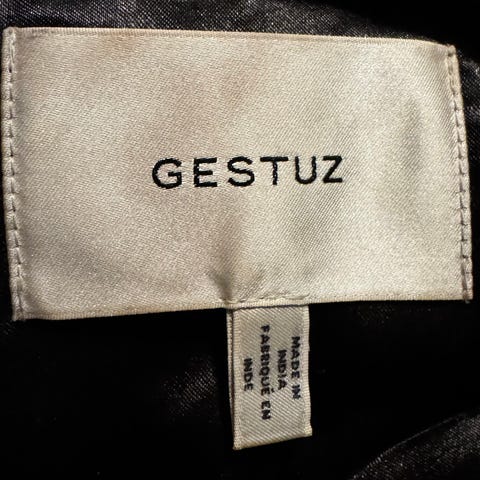 GESTUZ
MADE IN
INDIA
FABRIQUÉ EN
INDE